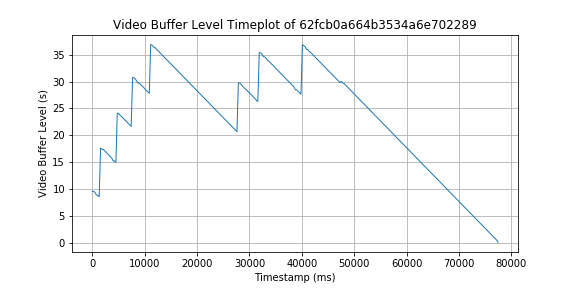 Video Buffer Level Timeplot of 62fcb0a664b3534a6e702289
Video Buffer Level (s)
35
30
25
20
15
10
5
0
0 10000 20000 30000 40000 50000 60000 70000 80000
Timestamp (ms)